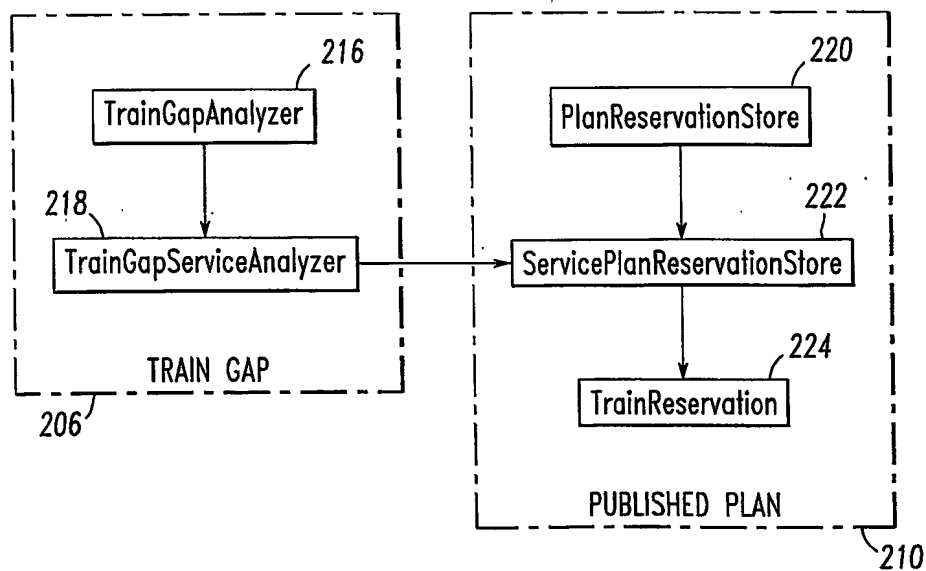 216
TrainGapAnalyzer
218
TrainGapServiceAnalyzer
TRAIN GAP
206
220
PlanReservationStore
222
ServicePlanReservationStore
224
TrainReservation
PUBLISHED PLAN
210